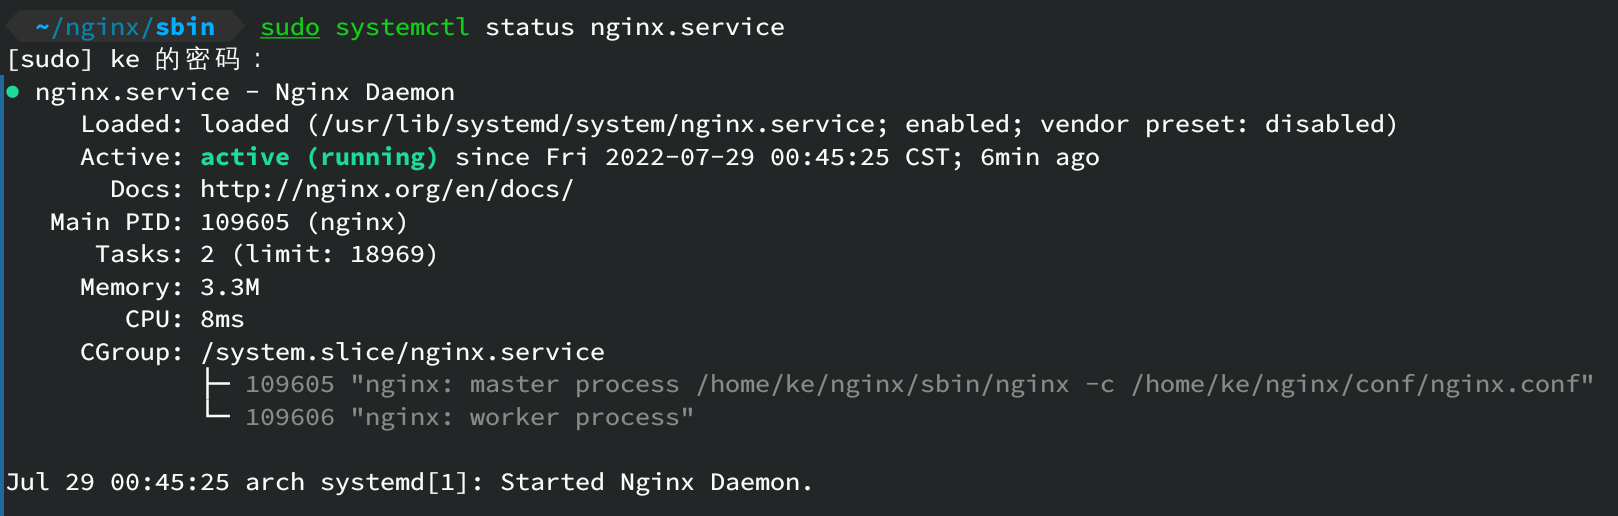 ~/nginx/sbin sudo systemctl status nginx.service
[sudo] ke 的密码：
● nginx.service - Nginx Daemon
Loaded: loaded (/usr/lib/systemd/system/nginx.service; enabled; vendor preset: disabled)
Active: active (running) since Fri 2022-07-29 00:45:25 CST; 6min ago
Docs: http://nginx.org/en/docs/
Main PID: 109605 (nginx)
Tasks: 2 (limit: 18969)
Memory: 3.3M
CPU: 8ms
CGroup: /system.slice/nginx.service
├─ 109605 "nginx: master process /home/ke/nginx/sbin/nginx -c /home/ke/nginx/conf/nginx.conf"
└─ 109606 "nginx: worker process"
Jul 29 00:45:25 arch systemd[1]: Started Nginx Daemon.